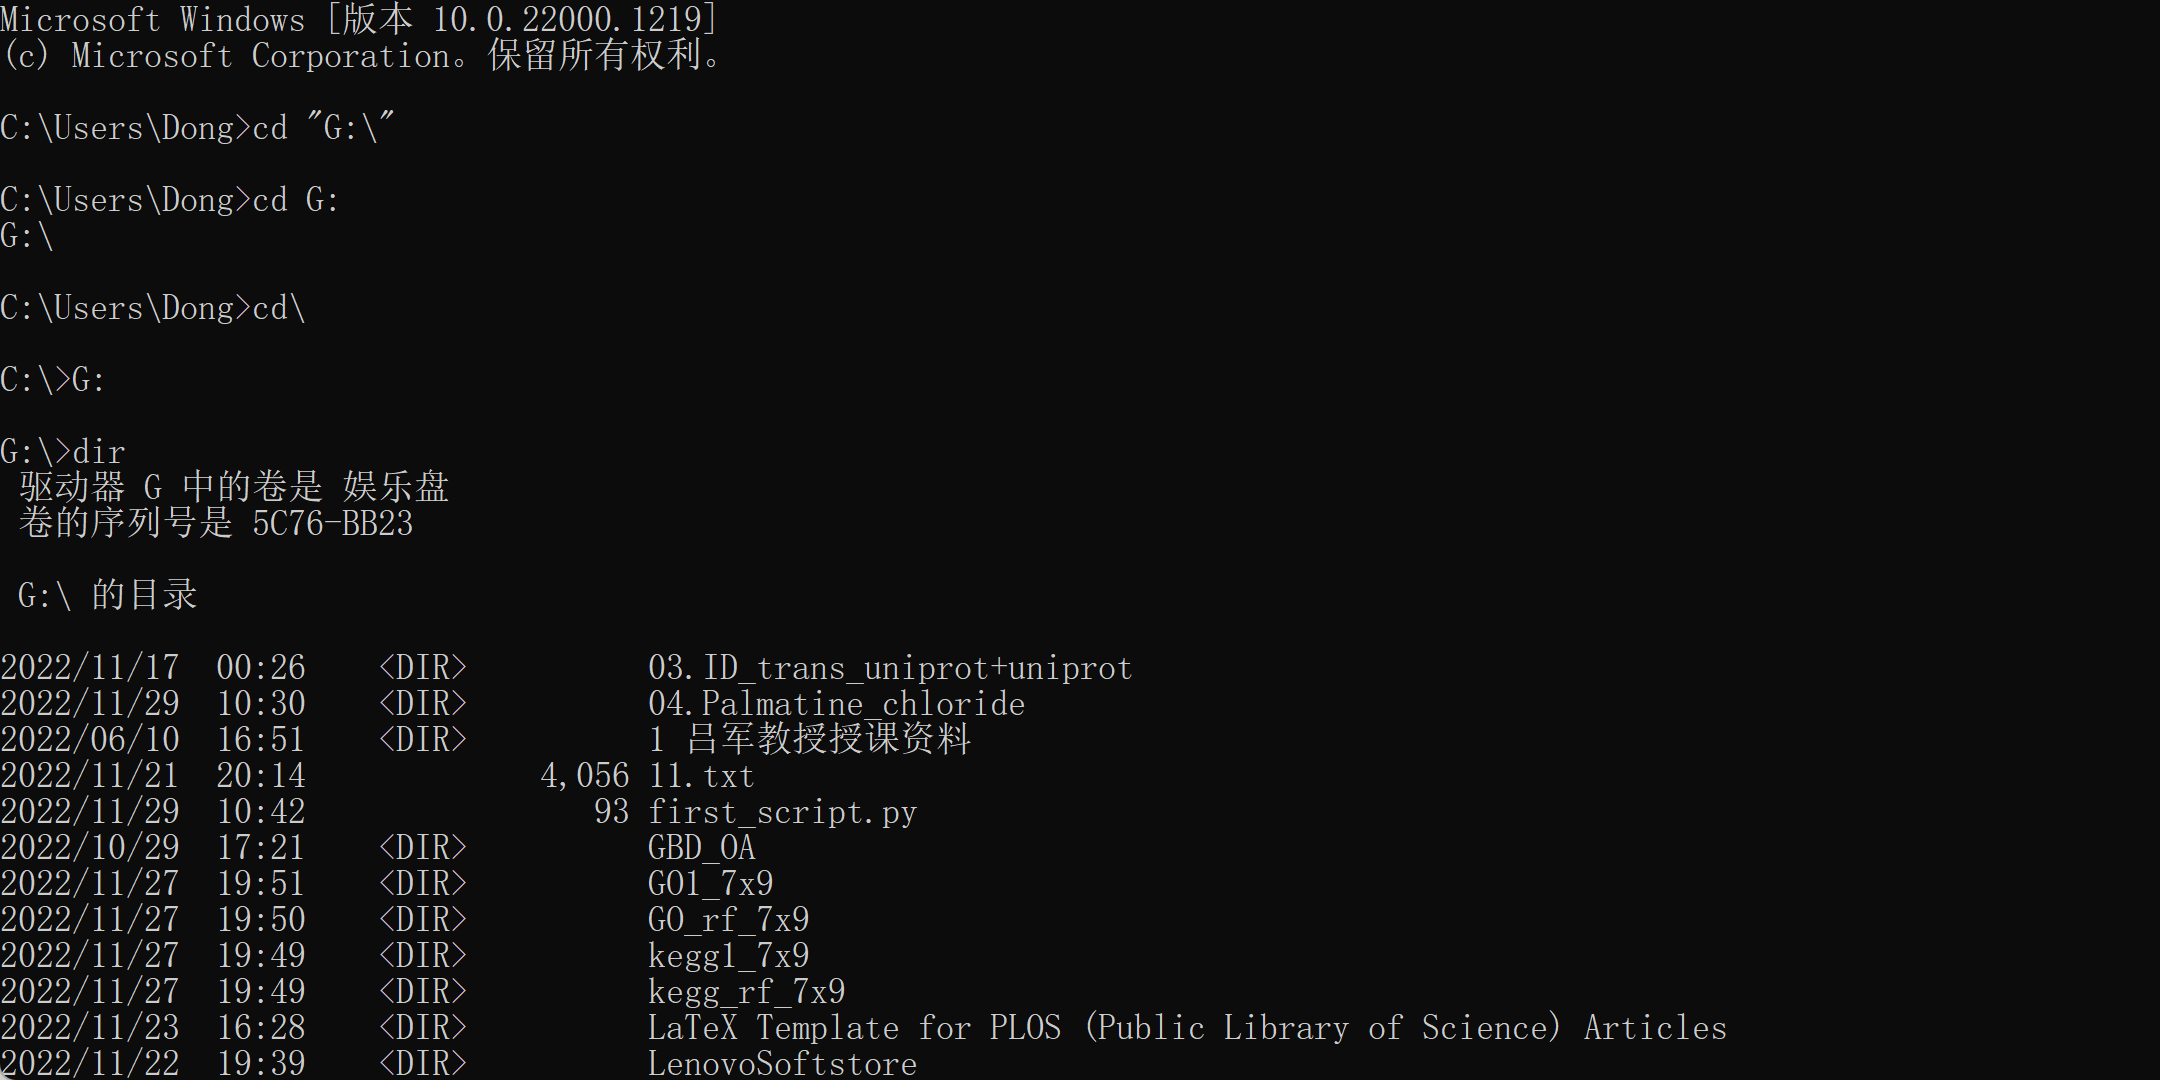 Microsoft Windows [版本 10.0.22000.1219]
(c) Microsoft Corporation。保留所有权利。
C:\Users\Dong>cd "G:\"
C:\Users\Dong>cd G:
G:\
C:\Users\Dong>cd\
C:\>G:
G:\>dir
驱动器 G 中的卷是 娱乐盘
卷的序列号是 5C76-BB23
G:\ 的目录
2022/11/17  00:26    <DIR>          03.ID_trans_uniprot+uniprot
2022/11/29  10:30    <DIR>          04.Palmatine_chloride
2022/06/10  16:51    <DIR>          1 吕军教授授课资料
2022/11/21  20:14             4,056 11.txt
2022/11/29  10:42                93 first_script.py
2022/10/29  17:21    <DIR>          GBD_OA
2022/11/27  19:51    <DIR>          GO1_7x9
2022/11/27  19:50    <DIR>          GO_rf_7x9
2022/11/27  19:49    <DIR>          kegg1_7x9
2022/11/27  19:49    <DIR>          kegg_rf_7x9
2022/11/23  16:28    <DIR>          LaTeX Template for PLOS (Public Library of Science) Articles
2022/11/22  19:39    <DIR>          LenovoSoftstore